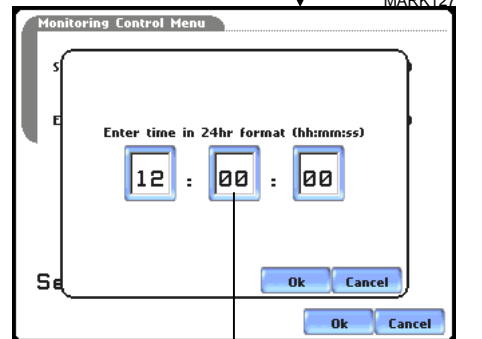 MARK127
Monitoring Control Menu
S
E
Enter time in 24hr format (hh:mm:ss)
12 : 00 : 00
Ok Cancel
Se
Ok Cancel